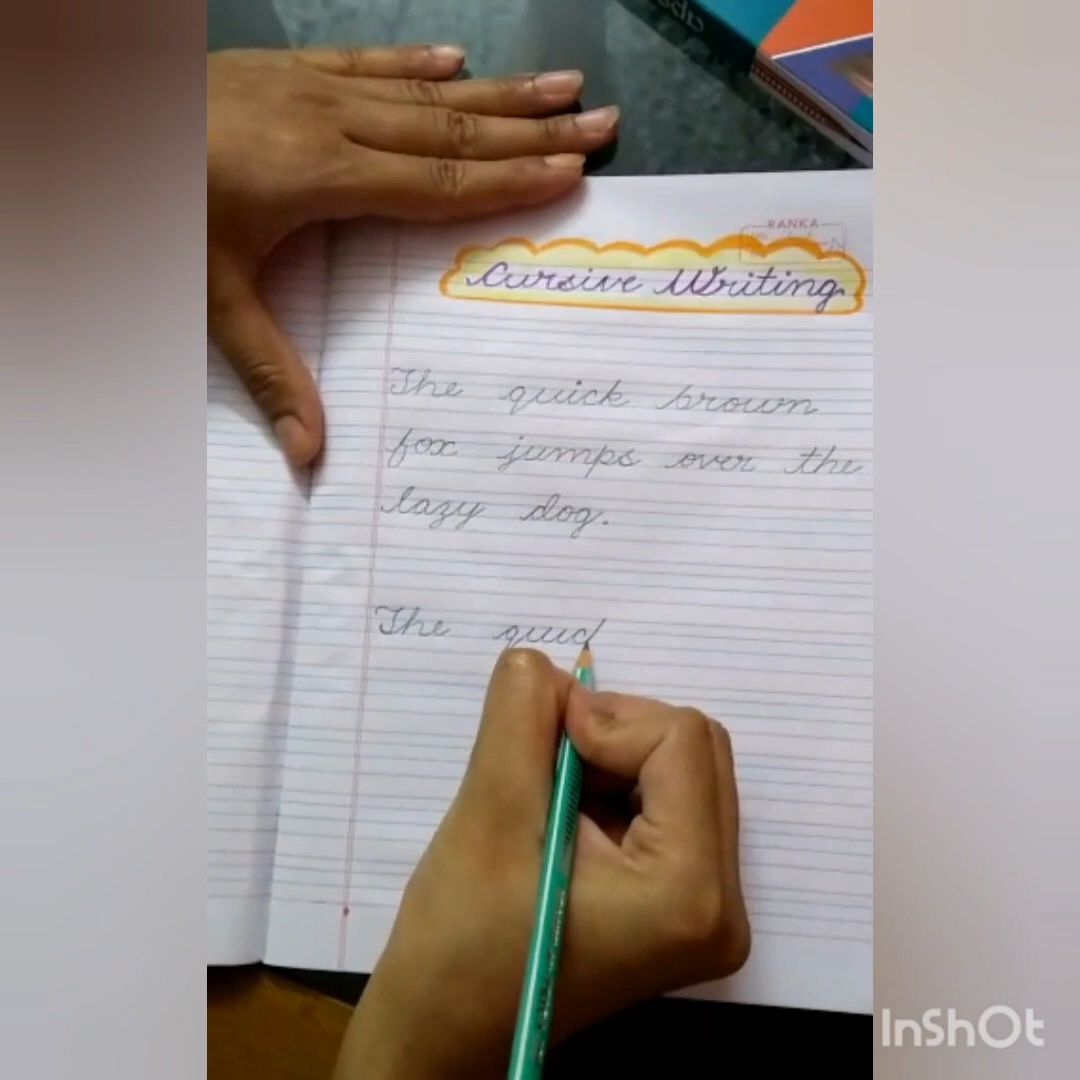 RANKA
Cursive Writing
The quick brown
fox jumps over the
lazy dog.
The quic
InShOt